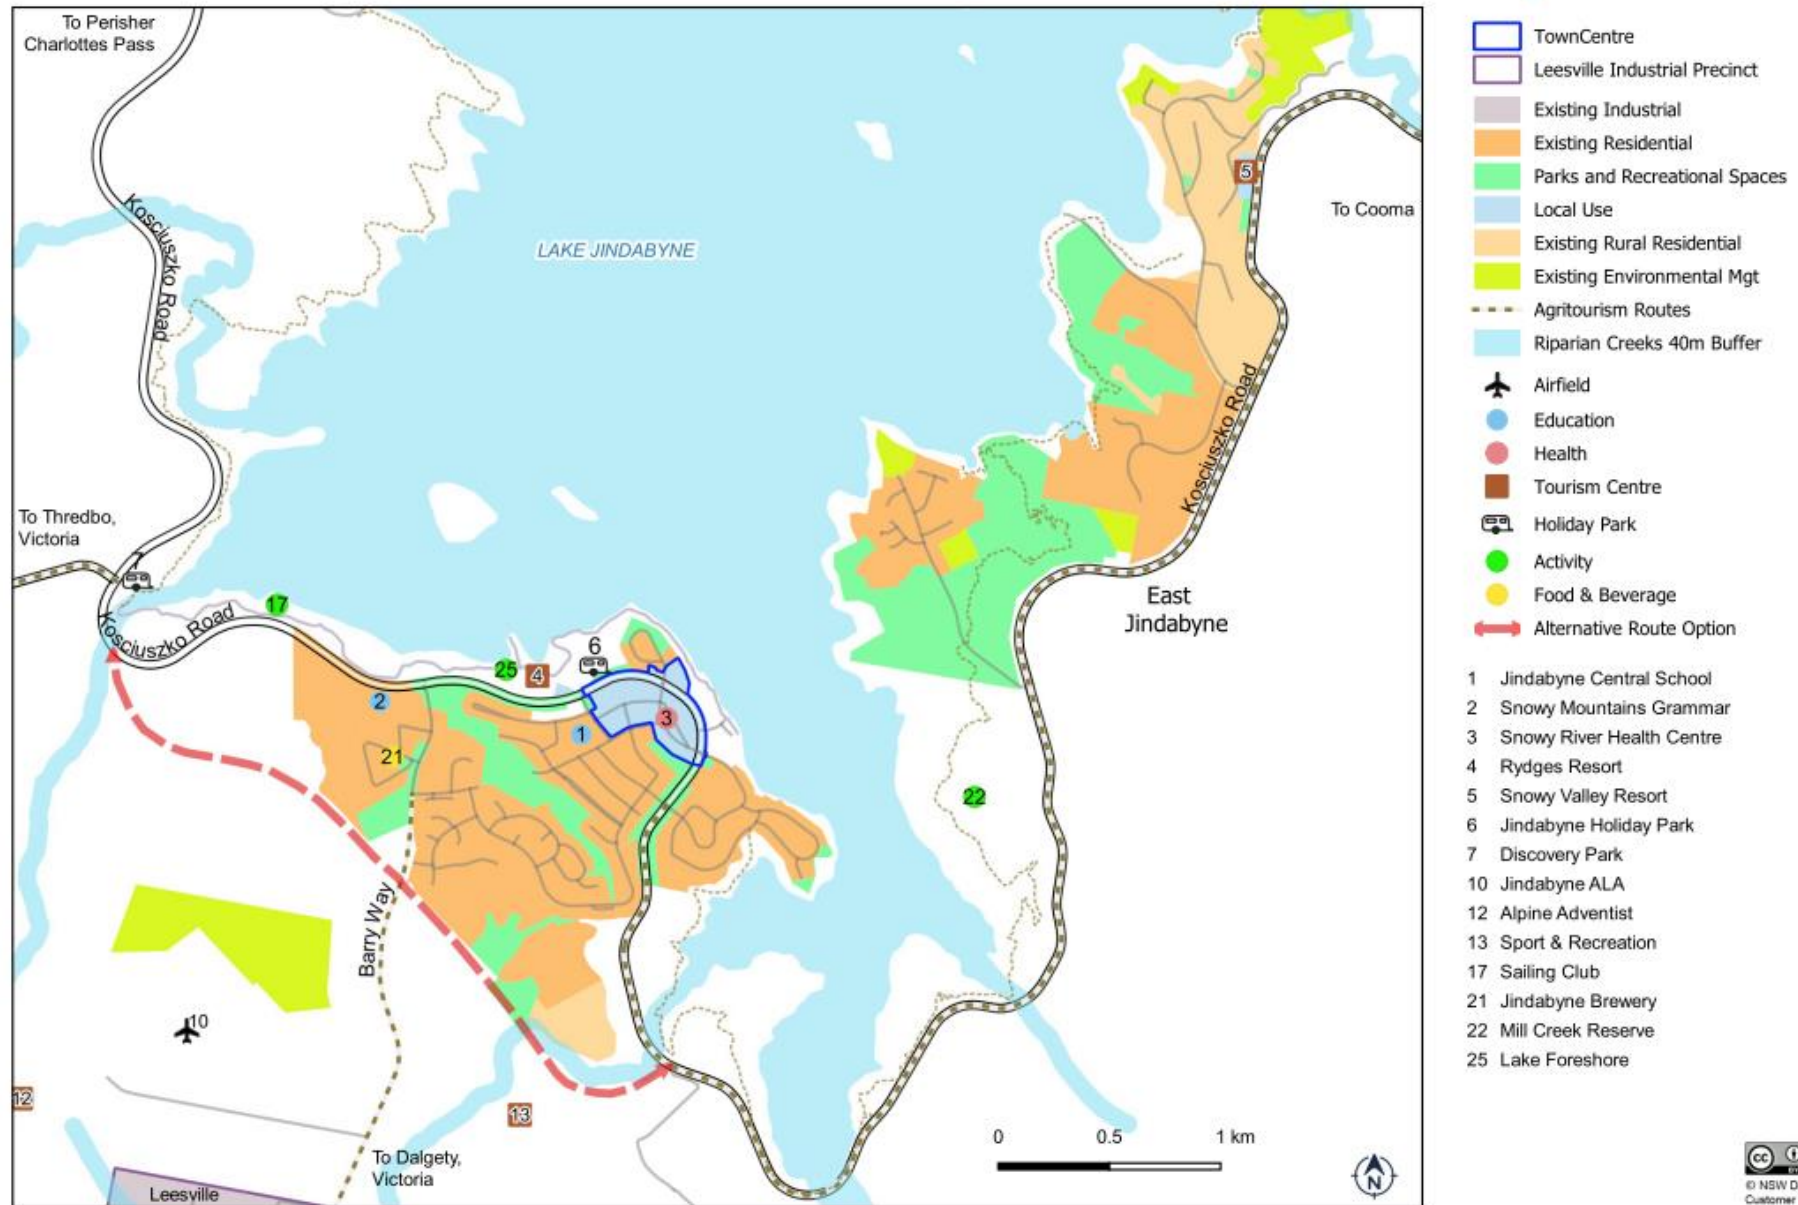 To Perisher
Charlottes Pass
Kosciuszko Road
LAKE JINDABYNE
5
To Cooma
Kosciuszko Road
To Thredbo,
Victoria
7
17
Kosciuszko Road
6
25
4
2
3
1
21
East
Jindabyne
22
Barry Way
10
12
13
To Dalgety,
Victoria
Leesville
0 0.5 1 km
N
TownCentre
Leesville Industrial Precinct
Existing Industrial
Existing Residential
Parks and Recreational Spaces
Local Use
Existing Rural Residential
Existing Environmental Mgt
Agritourism Routes
Riparian Creeks 40m Buffer
Airfield
Education
Health
Tourism Centre
Holiday Park
Activity
Food & Beverage
Alternative Route Option
1 Jindabyne Central School
2 Snowy Mountains Grammar
3 Snowy River Health Centre
4 Rydges Resort
5 Snowy Valley Resort
6 Jindabyne Holiday Park
7 Discovery Park
10 Jindabyne ALA
12 Alpine Adventist
13 Sport & Recreation
17 Sailing Club
21 Jindabyne Brewery
22 Mill Creek Reserve
25 Lake Foreshore
cc
© NSW D
Customer